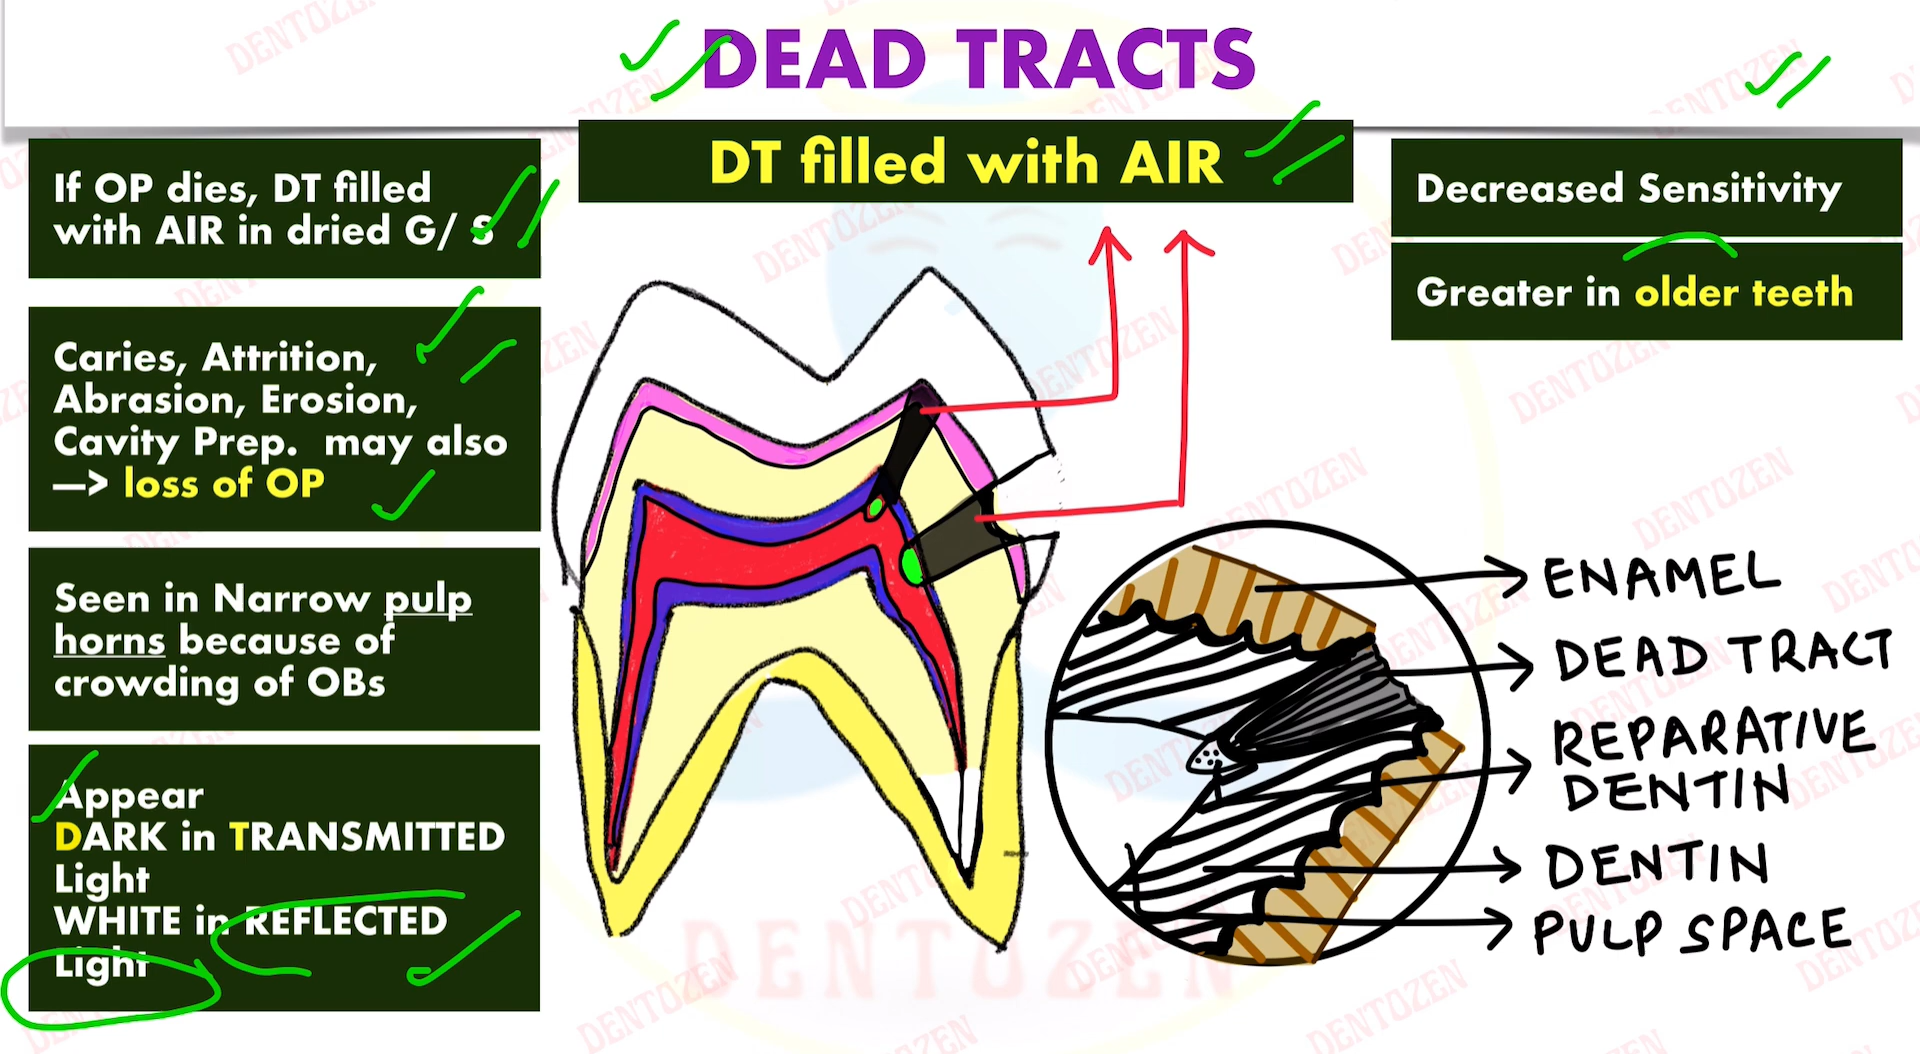 DEAD TRACTS
DT filled with AIR
If OP dies, DT filled
with AIR in dried G/ S
Caries, Attrition,
Abrasion, Erosion,
Cavity Prep. may also
—> loss of OP
Seen in Narrow pulp
horns because of
crowding of OBs
Appear
DARK in TRANSMITTED
Light
WHITE in REFLECTED
Light
Decreased Sensitivity
Greater in older teeth
ENAMEL
DEAD TRACT
REPARATIVE
DENTIN
DENTIN
PULP SPACE
DENTOZEN